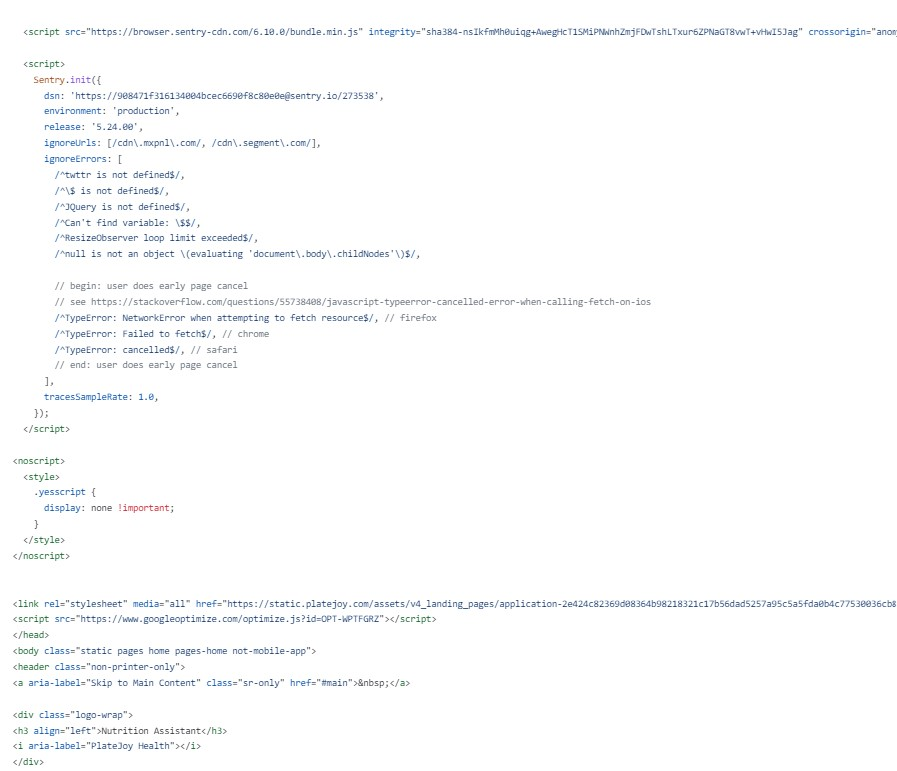 <script src="https://browser.sentry-cdn.com/6.10.0/bundle.min.js" integrity="sha384-nsIkfmMh0uiqg+AwegHcT1SMiPNWnhZmjFDwTshLTxur6ZPNaGT8vwT+vHwI5Jag" crossorigin="anon
<script>
Sentry.init({
dsn: 'https://908471f316134004bcec6690f8c80e0e@sentry.io/273538',
environment: 'production',
release: '5.24.00',
ignoreUrls: [/cdn\.mxpnl\.com/, /cdn\.segment\.com/],
ignoreErrors: [
/^twttr is not defined$/,
/^\$ is not defined$/,
/^JQuery is not defined$/,
/^Can't find variable: \$$/,
/^ResizeObserver loop limit exceeded$/,
/^null is not an object \(evaluating 'document\.body\.childNodes'\)$/,
// begin: user does early page cancel
// see https://stackoverflow.com/questions/55738408/javascript-typeerror-cancelled-error-when-calling-fetch-on-ios
/^TypeError: NetworkError when attempting to fetch resource$/, // firefox
/^TypeError: Failed to fetch$/, // chrome
/^TypeError: cancelled$/, // safari
// end: user does early page cancel
],
tracesSampleRate: 1.0,
});
</script>
<noscript>
<style>
.yesscript {
display: none !important;
}
</style>
</noscript>
<link rel="stylesheet" media="all" href="https://static.platejoy.com/assets/v4_landing_pages/application-2e424c82369d08364b98218321c17b56dad5257a95c5a5fda0b4c77530036cb8
<script src="https://www.googleoptimize.com/optimize.js?id=OPT-WPTFGRZ"></script>
</head>
<body class="static pages home pages-home not-mobile-app">
<header class="non-printer-only">
<a aria-label="Skip to Main Content" class="sr-only" href="#main">&nbsp;</a>
<div class="logo-wrap">
<h3 align="left">Nutrition Assistant</h3>
<i aria-label="PlateJoy Health"></i>
</div>